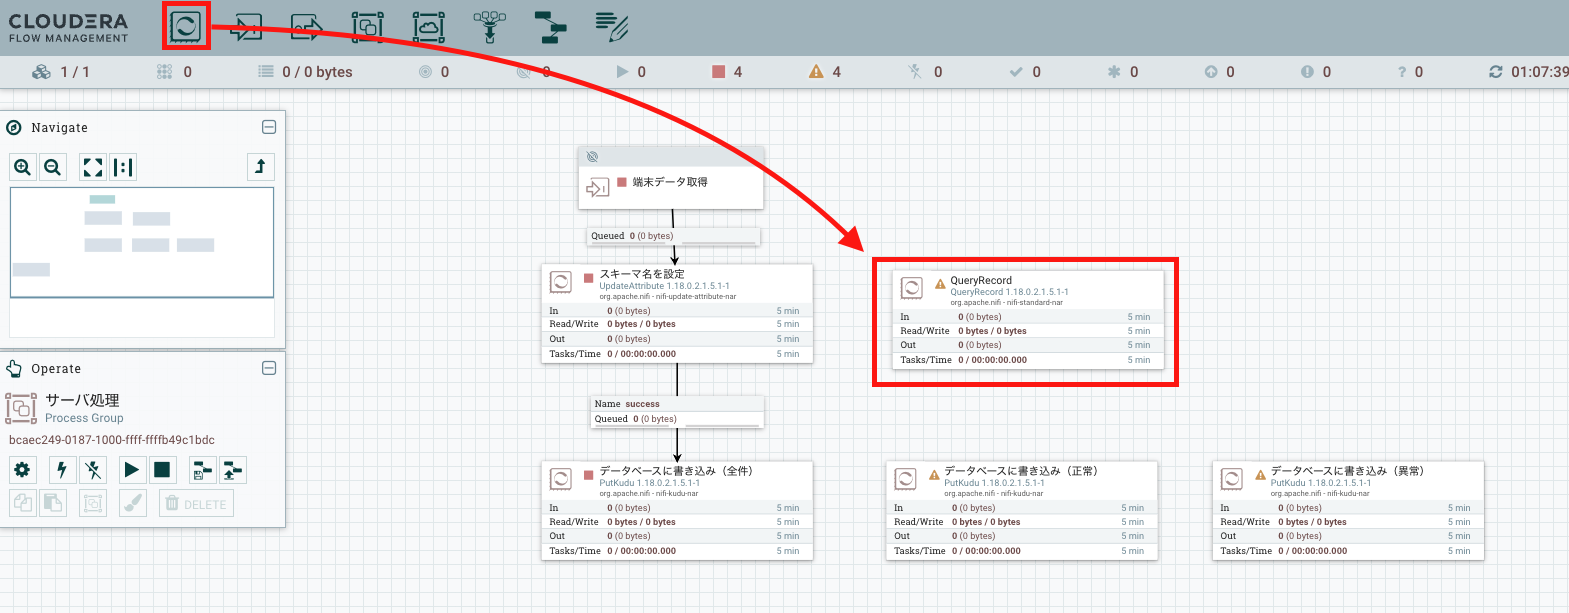 CLOUDERA
FLOW MANAGEMENT
1 / 1
0
0 / 0 bytes
0
0
0
4
4
0
0
0
0
0
? 0
01:07:39
Navigate
Operate
サーバ処理
Process Group
bcaec249-0187-1000-ffff-ffffb49c1bdc
DELETE
端末データ取得
Queued 0 (0 bytes)
スキーマ名を設定
UpdateAttribute 1.18.0.2.1.5.1-1
org.apache.nifi - nifi-update-attribute-nar
In 0 (0 bytes) 5 min
Read/Write 0 bytes / 0 bytes 5 min
Out 0 (0 bytes) 5 min
Tasks/Time 0 / 00:00:00.000 5 min
QueryRecord
QueryRecord 1.18.0.2.1.5.1-1
org.apache.nifi - nifi-standard-nar
In 0 (0 bytes) 5 min
Read/Write 0 bytes / 0 bytes 5 min
Out 0 (0 bytes) 5 min
Tasks/Time 0 / 00:00:00.000 5 min
Name success
Queued 0 (0 bytes)
データベースに書き込み（全件）
PutKudu 1.18.0.2.1.5.1-1
org.apache.nifi - nifi-kudu-nar
In 0 (0 bytes) 5 min
Read/Write 0 bytes / 0 bytes 5 min
Out 0 (0 bytes) 5 min
Tasks/Time 0 / 00:00:00.000 5 min
データベースに書き込み（正常）
PutKudu 1.18.0.2.1.5.1-1
org.apache.nifi - nifi-kudu-nar
In 0 (0 bytes) 5 min
Read/Write 0 bytes / 0 bytes 5 min
Out 0 (0 bytes) 5 min
Tasks/Time 0 / 00:00:00.000 5 min
データベースに書き込み（異常）
PutKudu 1.18.0.2.1.5.1-1
org.apache.nifi - nifi-kudu-nar
In 0 (0 bytes) 5 min
Read/Write 0 bytes / 0 bytes 5 min
Out 0 (0 bytes) 5 min
Tasks/Time 0 / 00:00:00.000 5 min